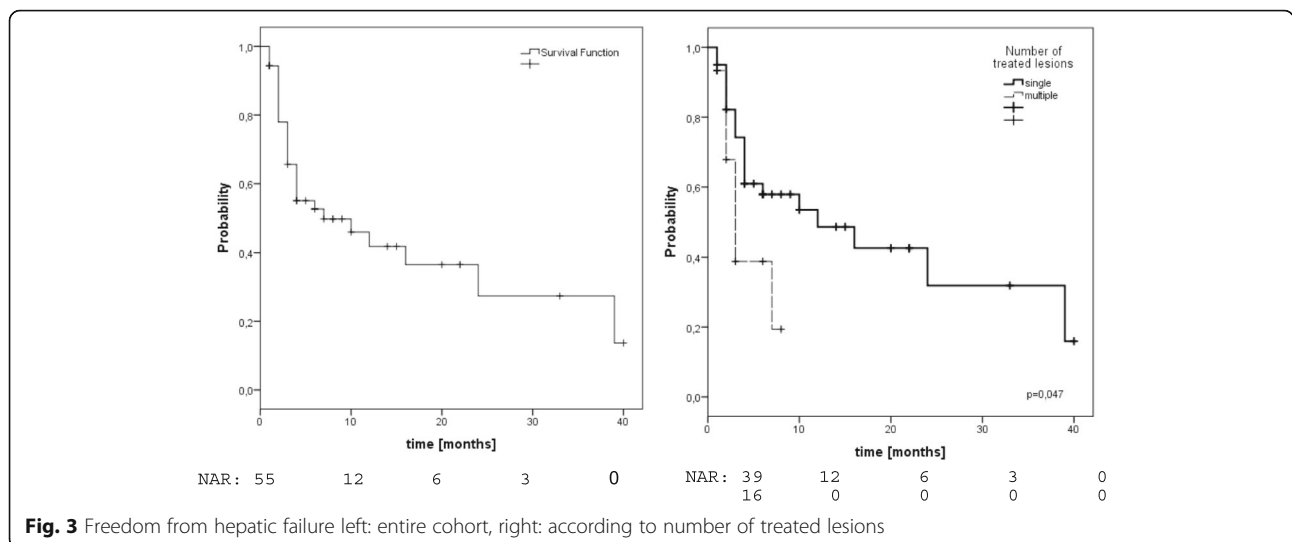 1,0
0,8
0,6
0,4
0,2
0,0
Probability
Survival Function
0 10 20 30 40
time [months]
NAR: 55 12 6 3 0
1,0
0,8
0,6
0,4
0,2
0,0
Probability
Number of
treated lesions
single
multiple
p=0,047
0 10 20 30 40
time [months]
NAR: 39 12 6 3 0
16 0 0 0 0
Fig. 3 Freedom from hepatic failure left: entire cohort, right: according to number of treated lesions